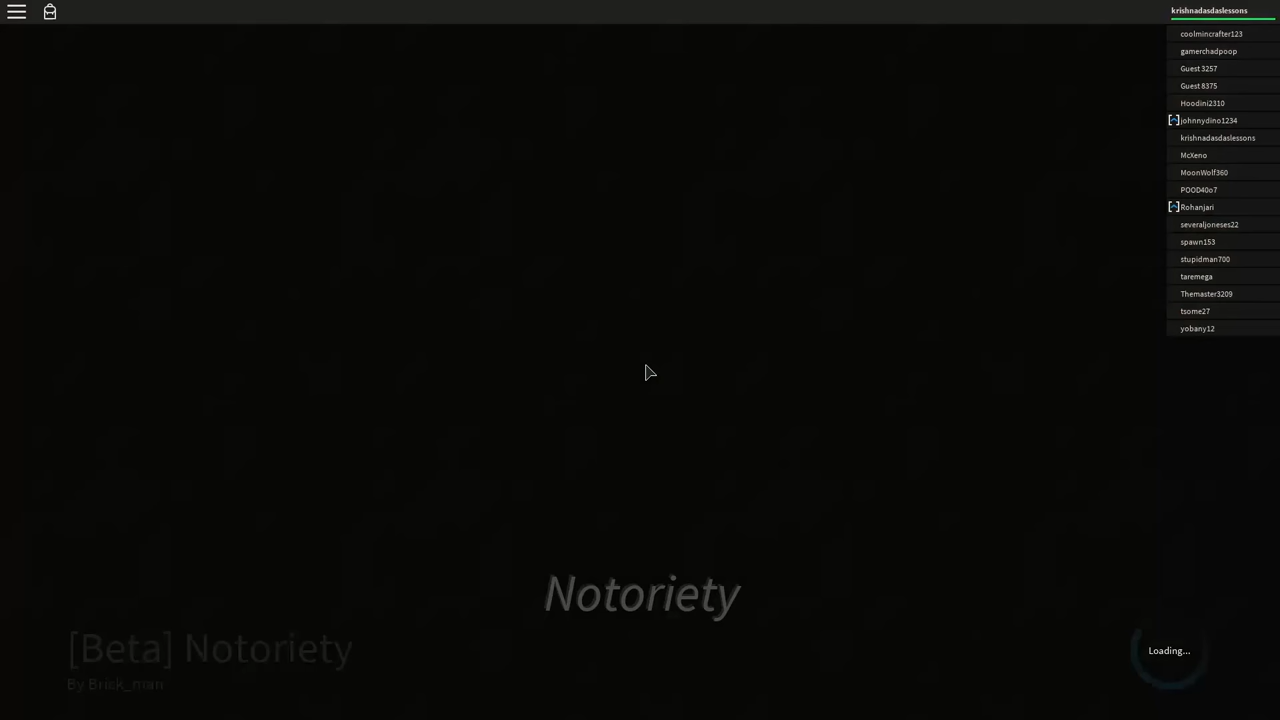 krishnadasdaslessons
coolmincrafter123
gamerchadpoop
Guest 3257
Guest 8375
Hoodini2310
johnnydino1234
krishnadasdaslessons
McXeno
MoonWolf360
POOD40o7
Rohanjari
severaljoneses22
spawn153
stupidman700
taremega
Themaster3209
tsome27
yobany12
Notoriety
[Beta] Notoriety
By Brisk_man
Loading...